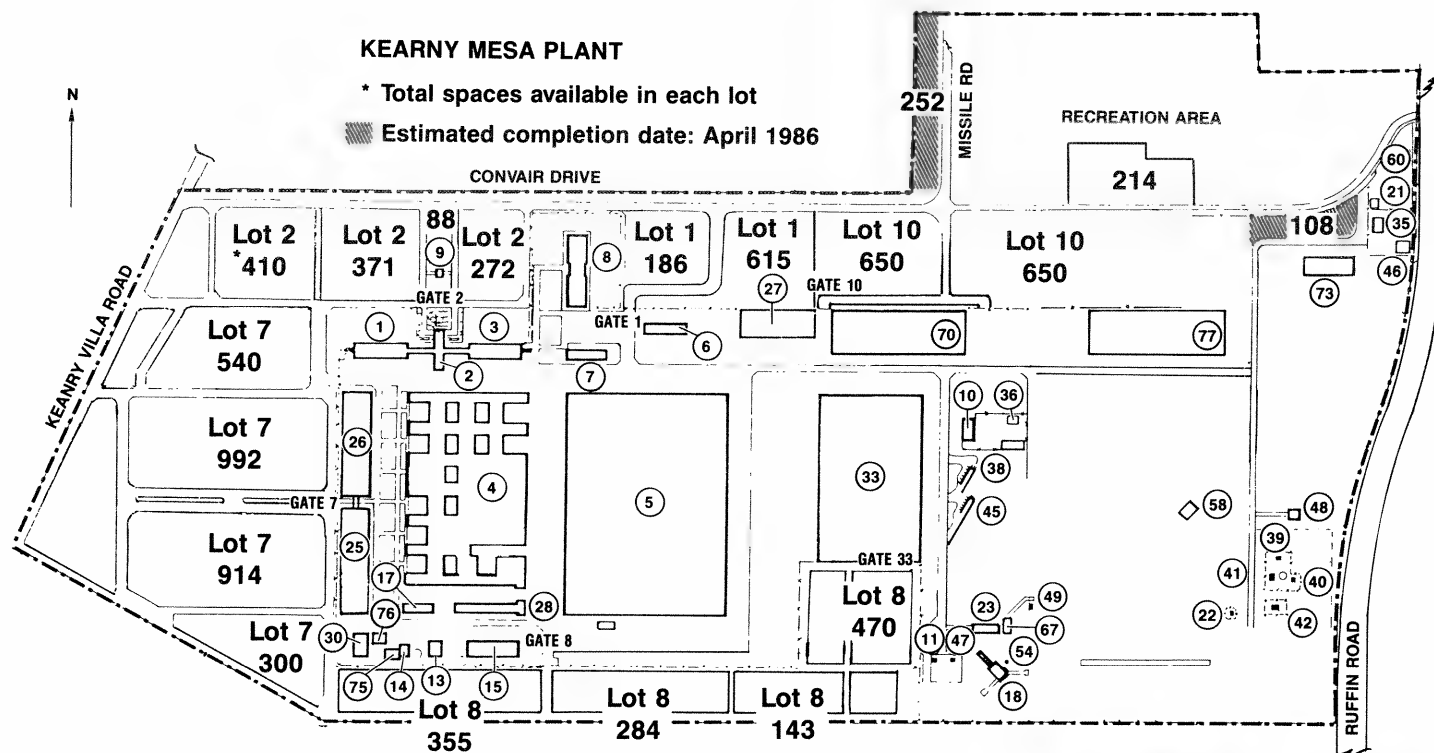 KEARNY MESA PLANT
* Total spaces available in each lot
Estimated completion date: April 1986
N
CONVAIR DRIVE
252
MISSILE RD
RECREATION AREA
214
60
21
35
46
108
73
Lot 2
*410
Lot 2
371
88
9
GATE 2
Lot 2
272
8
Lot 1
186
Lot 1
615
27
Lot 10
650
GATE 10
Lot 10
650
KEANRY VILLA ROAD
Lot 7
540
1
3
2
GATE 1
7
6
70
77
Lot 7
992
26
4
5
33
10
36
38
45
GATE 7
58
48
Lot 7
914
25
17
28
GATE 33
39
41
40
22
42
Lot 7
300
30
76
75
14
13
15
GATE 8
Lot 8
470
11
47
23
49
67
54
18
Lot 8
355
Lot 8
284
Lot 8
143
RUFFIN ROAD